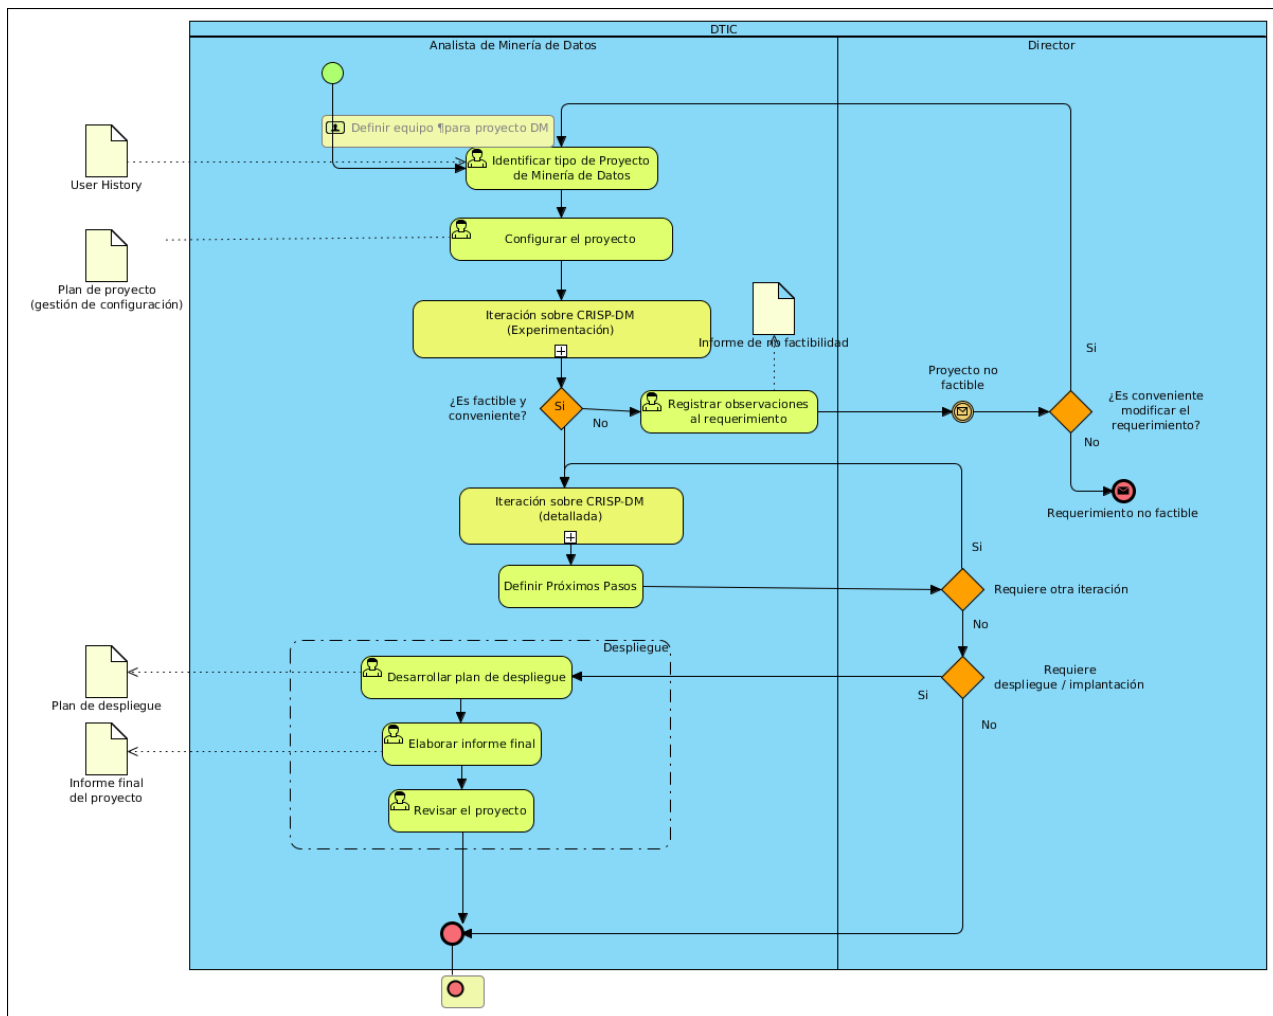 DTIC
Analista de Minería de Datos
Director
Definir equipo ¶para proyecto DM
User History
Identificar tipo de Proyecto
de Minería de Datos
Plan de proyecto
(gestión de configuración)
Configurar el proyecto
Iteración sobre CRISP-DM
(Experimentación)
Informe de no factibilidad
Si
Proyecto no
factible
¿Es factible y
conveniente?
Si
No
Registrar observaciones
al requerimiento
¿Es conveniente
modificar el
requerimiento?
No
Iteración sobre CRISP-DM
(detallada)
Requerimiento no factible
Si
Definir Próximos Pasos
Requiere otra iteración
No
Despliegue
Plan de despliegue
Desarrollar plan de despliegue
Requiere
despliegue / implantación
Si
No
Elaborar informe final
Informe final
del proyecto
Revisar el proyecto